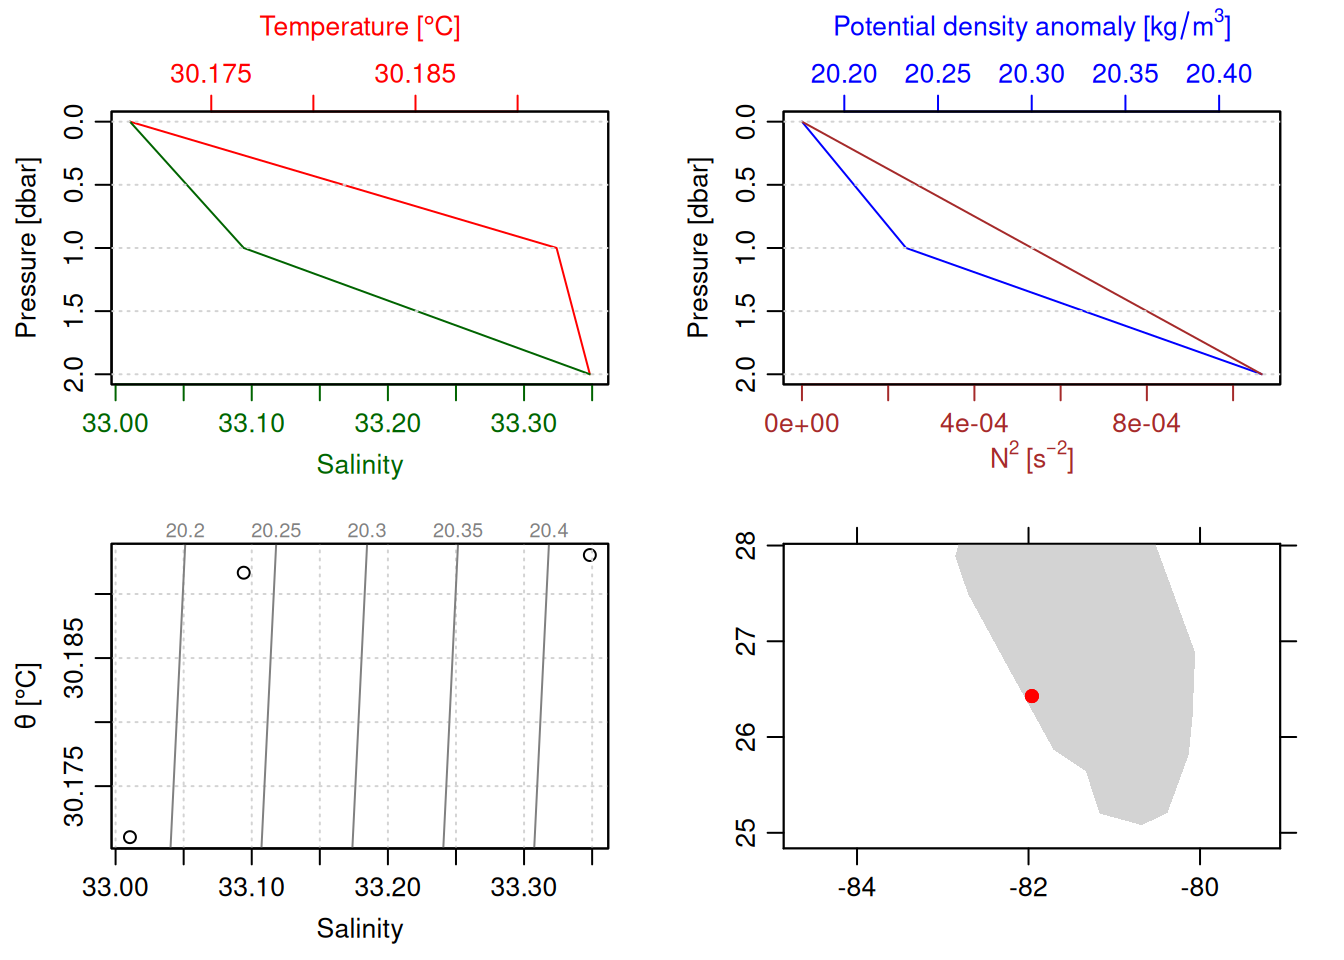 Temperature [°C]
30.175 30.185
0.0 0.5 1.0 1.5 2.0
Pressure [dbar]
33.00 33.10 33.20 33.30
Salinity
Potential density anomaly [kg/m³]
20.20 20.25 20.30 20.35 20.40
0.0 0.5 1.0 1.5 2.0
Pressure [dbar]
0e+00 4e-04 8e-04
N² [s⁻²]
20.2 20.25 20.3 20.35 20.4
30.175 30.185
θ [°C]
33.00 33.10 33.20 33.30
Salinity
28
27
26
25
-84 -82 -80